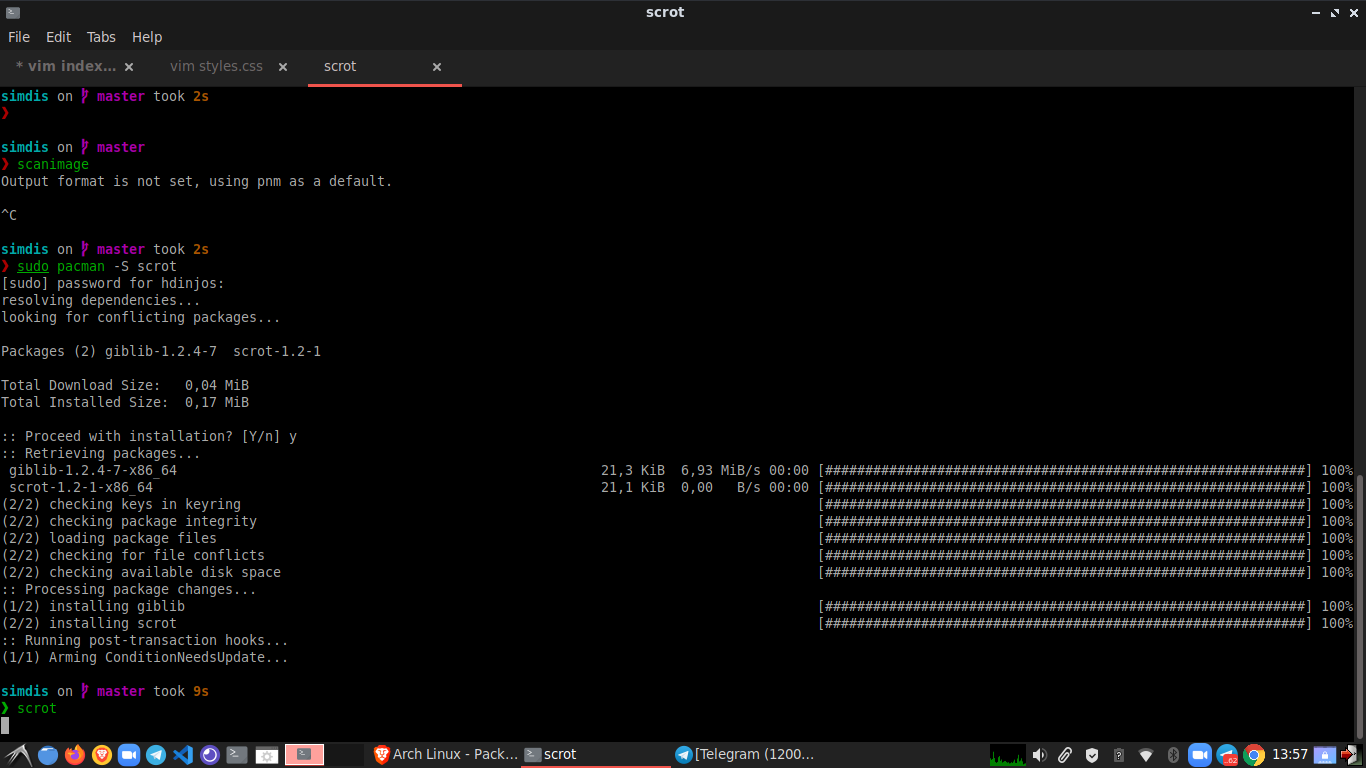 scrot
File Edit Tabs Help
* vim index... vim styles.css scrot
simdis on master took 2s
❯
simdis on master
❯ scanimage
Output format is not set, using pnm as a default.
^C
simdis on master took 2s
❯ sudo pacman -S scrot
[sudo] password for hdinjos:
resolving dependencies...
looking for conflicting packages...
Packages (2) giblib-1.2.4-7  scrot-1.2-1
Total Download Size:   0,04 MiB
Total Installed Size:  0,17 MiB
:: Proceed with installation? [Y/n] y
:: Retrieving packages...
giblib-1.2.4-7-x86_64 21,3 KiB  6,93 MiB/s 00:00 [############################################################] 100%
scrot-1.2-1-x86_64 21,1 KiB  0,00   B/s 00:00 [############################################################] 100%
(2/2) checking keys in keyring [############################################################] 100%
(2/2) checking package integrity [############################################################] 100%
(2/2) loading package files [############################################################] 100%
(2/2) checking for file conflicts [############################################################] 100%
(2/2) checking available disk space [############################################################] 100%
:: Processing package changes...
(1/2) installing giblib [############################################################] 100%
(2/2) installing scrot [############################################################] 100%
:: Running post-transaction hooks...
(1/1) Arming ConditionNeedsUpdate...
simdis on master took 9s
❯ scrot
Arch Linux - Pack... scrot [Telegram (1200... 62 13:57